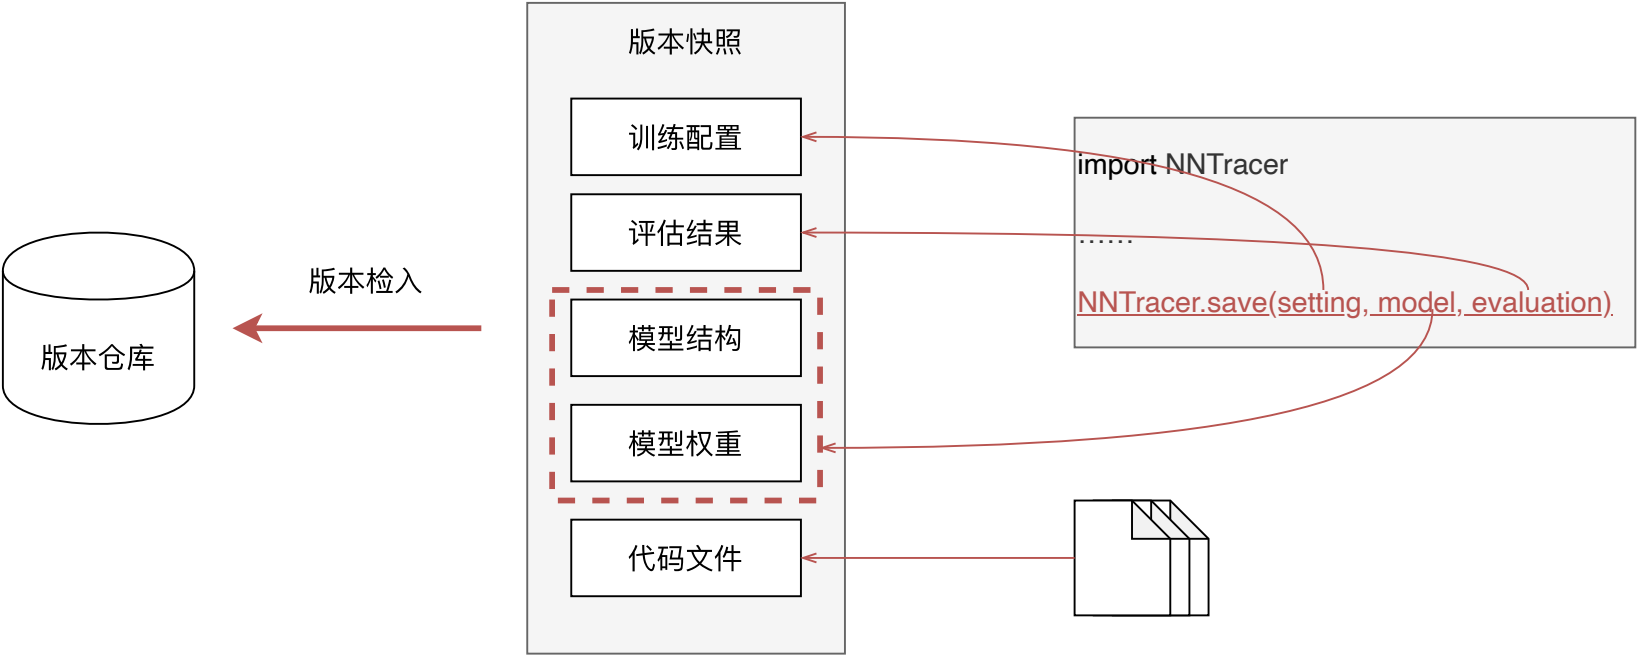 版本快照
训练配置
评估结果
模型结构
模型权重
代码文件
版本检入
版本仓库
import NNTracer
……
NNTracer.save(setting, model, evaluation)